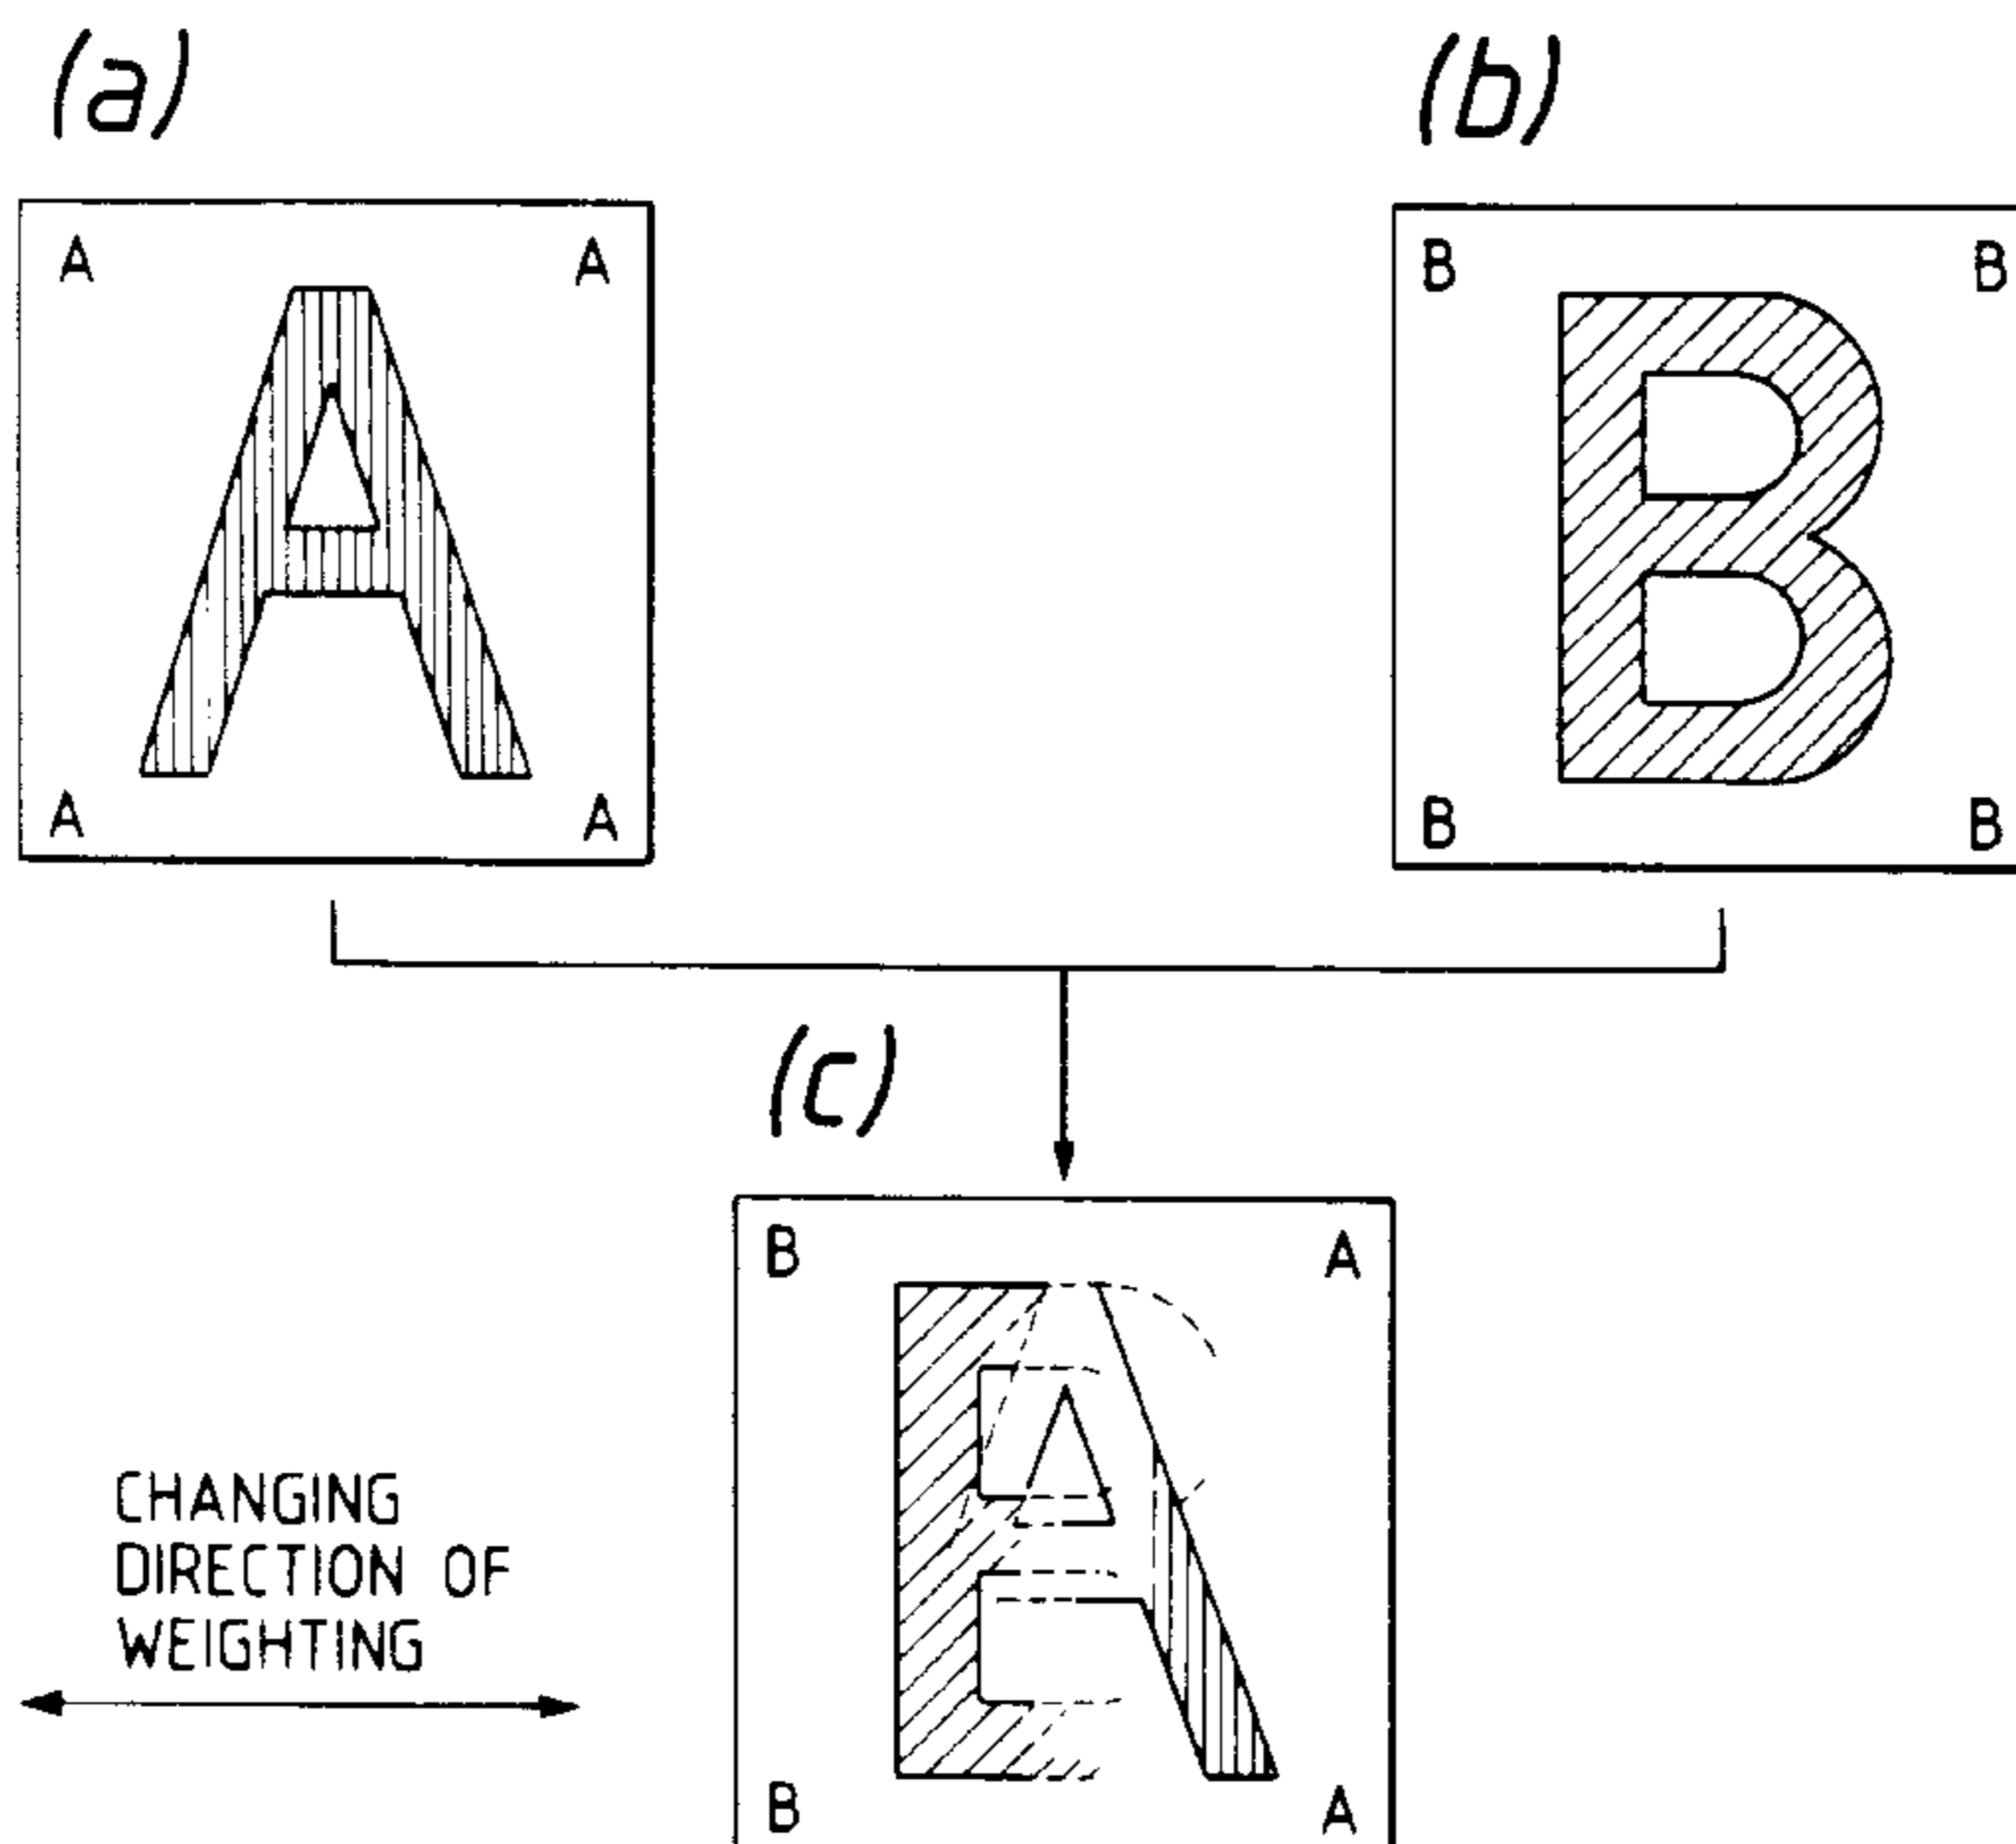 (a)
(b)
A A
A
A A
B B
B
B B
(c)
B A
A
B A
CHANGING
DIRECTION OF
WEIGHTING